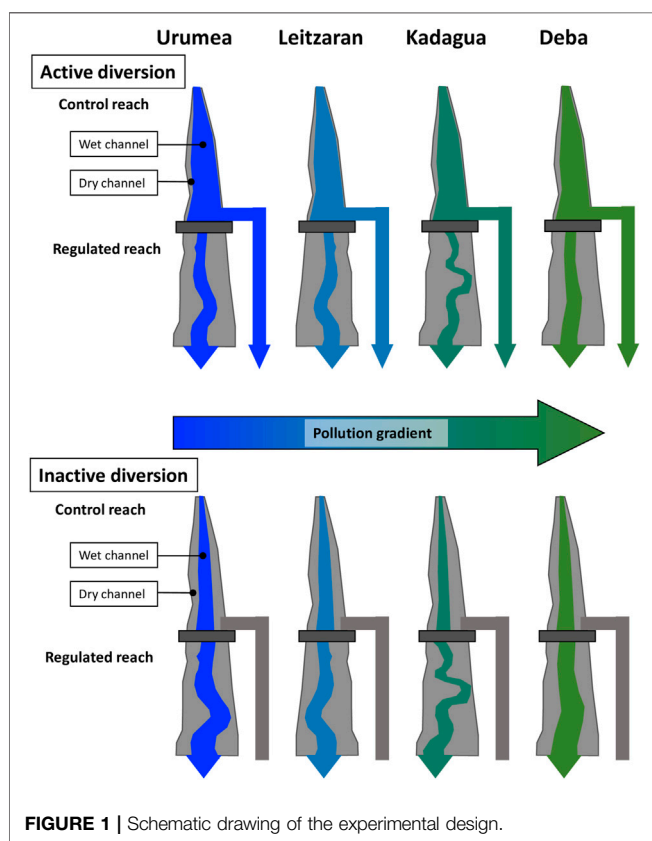 Urumea Leitzaran Kadagua Deba
Active diversion
Control reach
Wet channel
Dry channel
Regulated reach
Pollution gradient
Inactive diversion
Control reach
Wet channel
Dry channel
Regulated reach
FIGURE 1 | Schematic drawing of the experimental design.